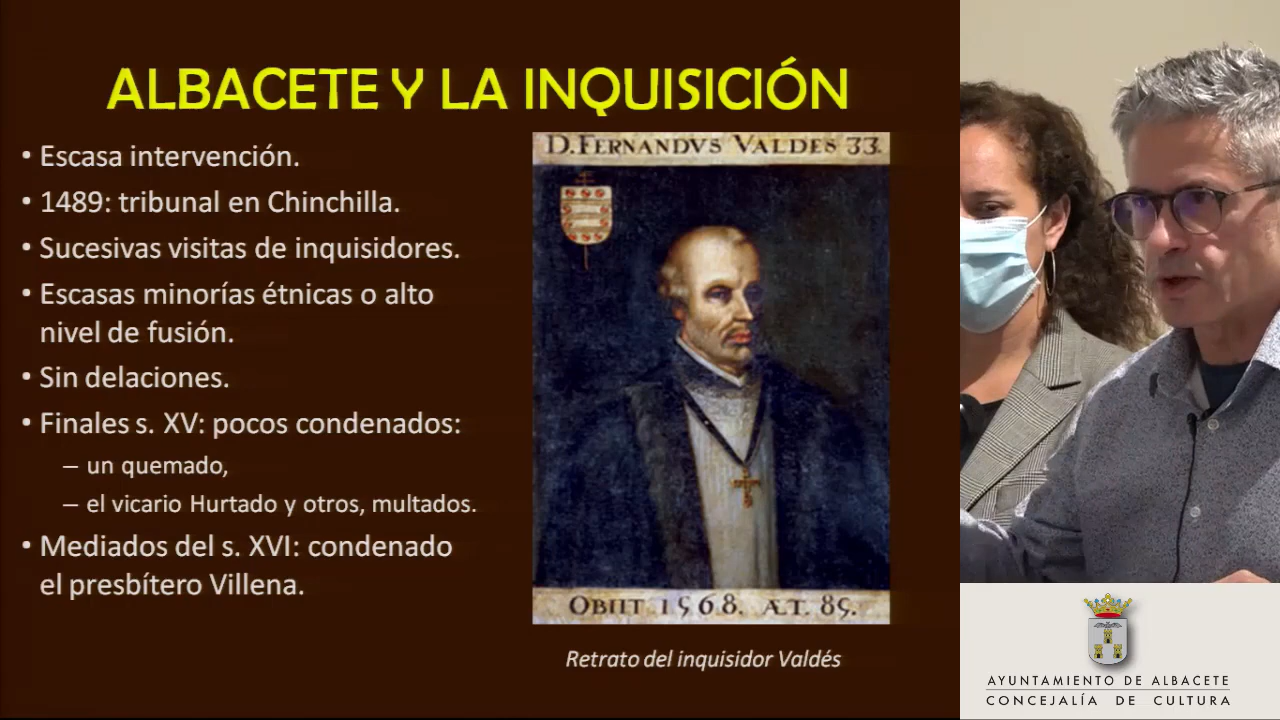 ALBACETE Y LA INQUISICIÓN
• Escasa intervención.
• 1489: tribunal en Chinchilla.
• Sucesivas visitas de inquisidores.
• Escasas minorías étnicas o alto
nivel de fusión.
• Sin delaciones.
• Finales s. XV: pocos condenados:
– un quemado,
– el vicario Hurtado y otros, multados.
• Mediados del s. XVI: condenado
el presbítero Villena.
D. FERNANDVS VALDES 33.
OBIIT 1568. ÆT. 85.
Retrato del inquisidor Valdés
AYUNTAMIENTO DE ALBACETE
CONCEJALÍA DE CULTURA